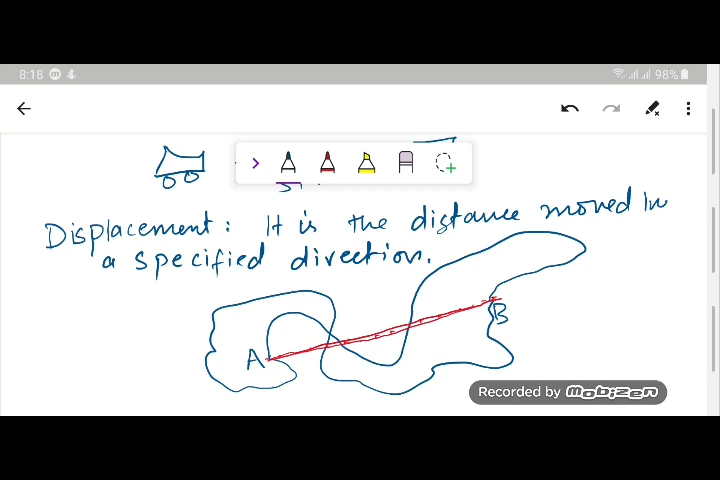 8:18
98%
Displacement: It is the distance moved in
a specified direction.
A
B
Recorded by mobizen